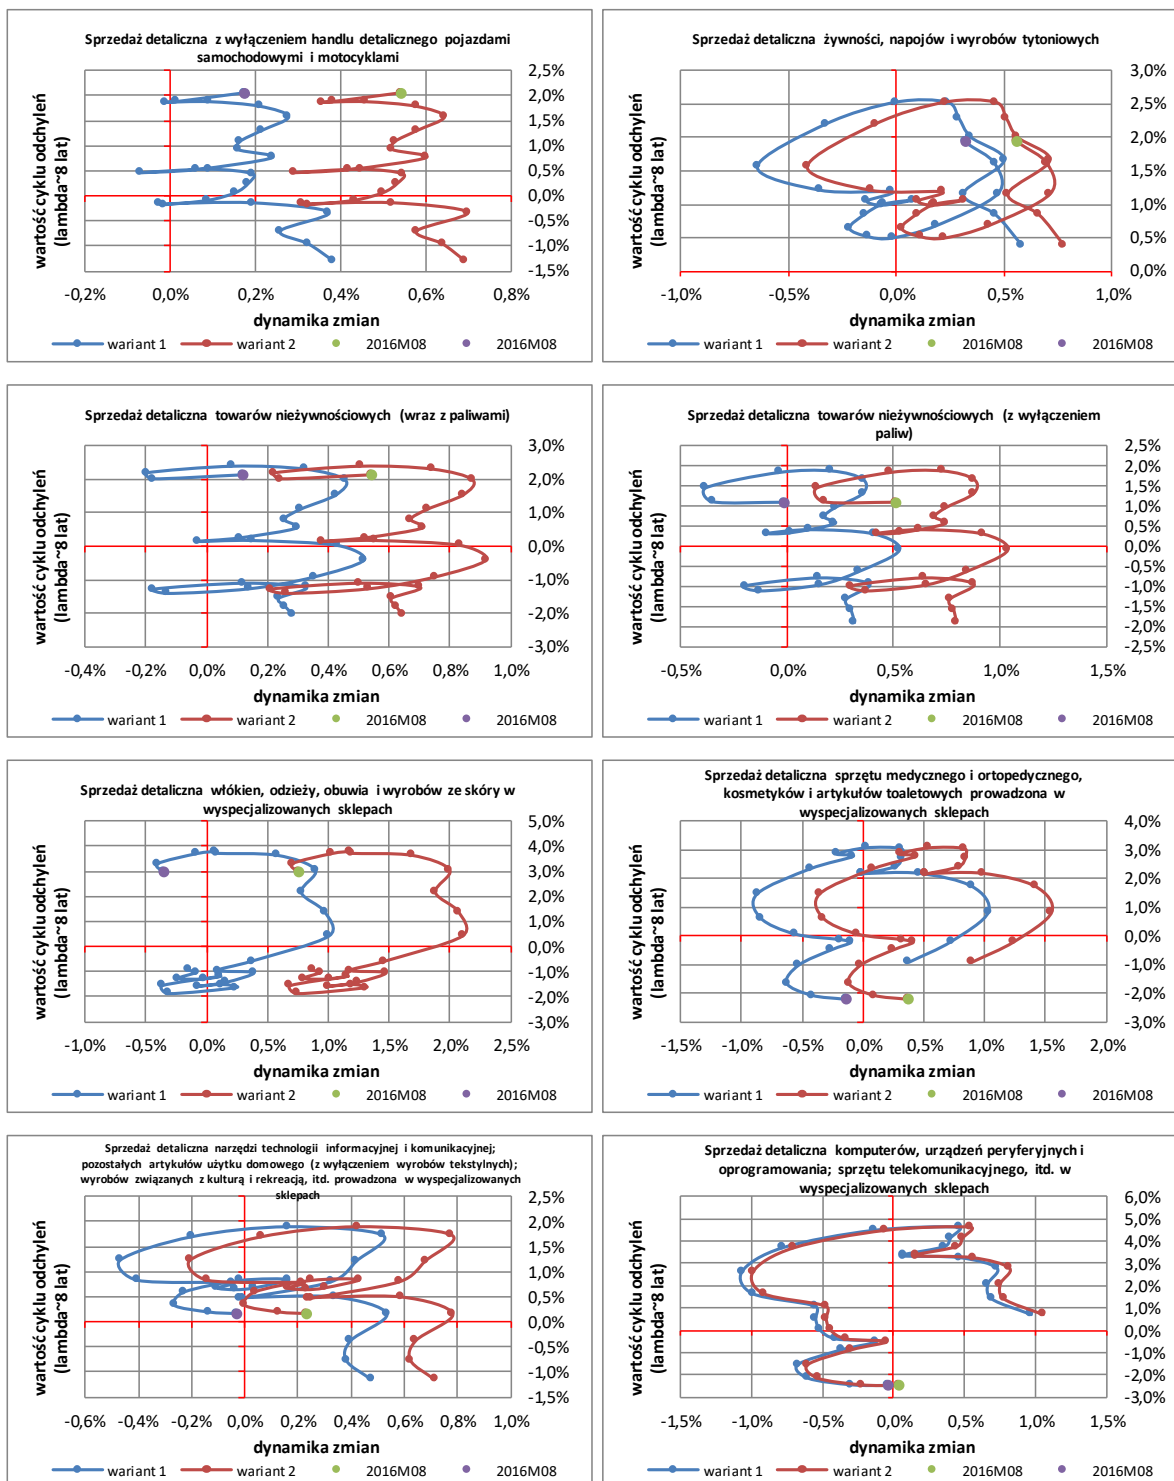 Sprzedaż detaliczna z wyłączeniem handlu detalicznego pojazdami
samochodowymi i motocyklami
wartość cyklu odchyleń
(lambda~8 lat)
2,5%
2,0%
1,5%
1,0%
0,5%
0,0%
-0,5%
-1,0%
-1,5%
-0,2%
0,0%
0,2%
0,4%
0,6%
0,8%
dynamika zmian
wariant 1
wariant 2
2016M08
2016M08
Sprzedaż detaliczna żywności, napojów i wyrobów tytoniowych
wartość cyklu odchyleń
(lambda~8 lat)
3,0%
2,5%
2,0%
1,5%
1,0%
0,5%
0,0%
-1,0%
-0,5%
0,0%
0,5%
1,0%
dynamika zmian
wariant 1
wariant 2
2016M08
2016M08
Sprzedaż detaliczna towarów nieżywnościowych (wraz z paliwami)
wartość cyklu odchyleń
(lambda~8 lat)
3,0%
2,0%
1,0%
0,0%
-1,0%
-2,0%
-3,0%
-0,4%
-0,2%
0,0%
0,2%
0,4%
0,6%
0,8%
1,0%
dynamika zmian
wariant 1
wariant 2
2016M08
2016M08
Sprzedaż detaliczna towarów nieżywnościowych (z wyłączeniem
paliw)
wartość cyklu odchyleń
(lambda~8 lat)
2,5%
2,0%
1,5%
1,0%
0,5%
0,0%
-0,5%
-1,0%
-1,5%
-2,0%
-2,5%
-0,5%
0,0%
0,5%
1,0%
1,5%
dynamika zmian
wariant 1
wariant 2
2016M08
2016M08
Sprzedaż detaliczna włókien, odzieży, obuwia i wyrobów ze skóry w
wyspecjalizowanych sklepach
wartość cyklu odchyleń
(lambda~8 lat)
5,0%
4,0%
3,0%
2,0%
1,0%
0,0%
-1,0%
-2,0%
-3,0%
-1,0%
-0,5%
0,0%
0,5%
1,0%
1,5%
2,0%
2,5%
dynamika zmian
wariant 1
wariant 2
2016M08
2016M08
Sprzedaż detaliczna sprzętu medycznego i ortopedycznego,
kosmetyków i artykułów toaletowych prowadzona w
wyspecjalizowanych sklepach
wartość cyklu odchyleń
(lambda~8 lat)
4,0%
3,0%
2,0%
1,0%
0,0%
-1,0%
-2,0%
-3,0%
-1,5%
-1,0%
-0,5%
0,0%
0,5%
1,0%
1,5%
2,0%
dynamika zmian
wariant 1
wariant 2
2016M08
2016M08
Sprzedaż detaliczna narzędzi technologii informacyjnej i komunikacyjnej;
pozostałych artykułów użytku domowego (z wyłączeniem wyrobów tekstylnych);
wyrobów związanych z kulturą i rekreacją, itd. prowadzona w wyspecjalizowanych
sklepach
wartość cyklu odchyleń
(lambda~8 lat)
2,5%
2,0%
1,5%
1,0%
0,5%
0,0%
-0,5%
-1,0%
-1,5%
-0,6%
-0,4%
-0,2%
0,0%
0,2%
0,4%
0,6%
0,8%
1,0%
dynamika zmian
wariant 1
wariant 2
2016M08
2016M08
Sprzedaż detaliczna komputerów, urządzeń peryferyjnych i
oprogramowania; sprzętu telekomunikacyjnego, itd. w
wyspecjalizowanych sklepach
wartość cyklu odchyleń
(lambda~8 lat)
6,0%
5,0%
4,0%
3,0%
2,0%
1,0%
0,0%
-1,0%
-2,0%
-3,0%
-1,5%
-1,0%
-0,5%
0,0%
0,5%
1,0%
1,5%
dynamika zmian
wariant 1
wariant 2
2016M08
2016M08